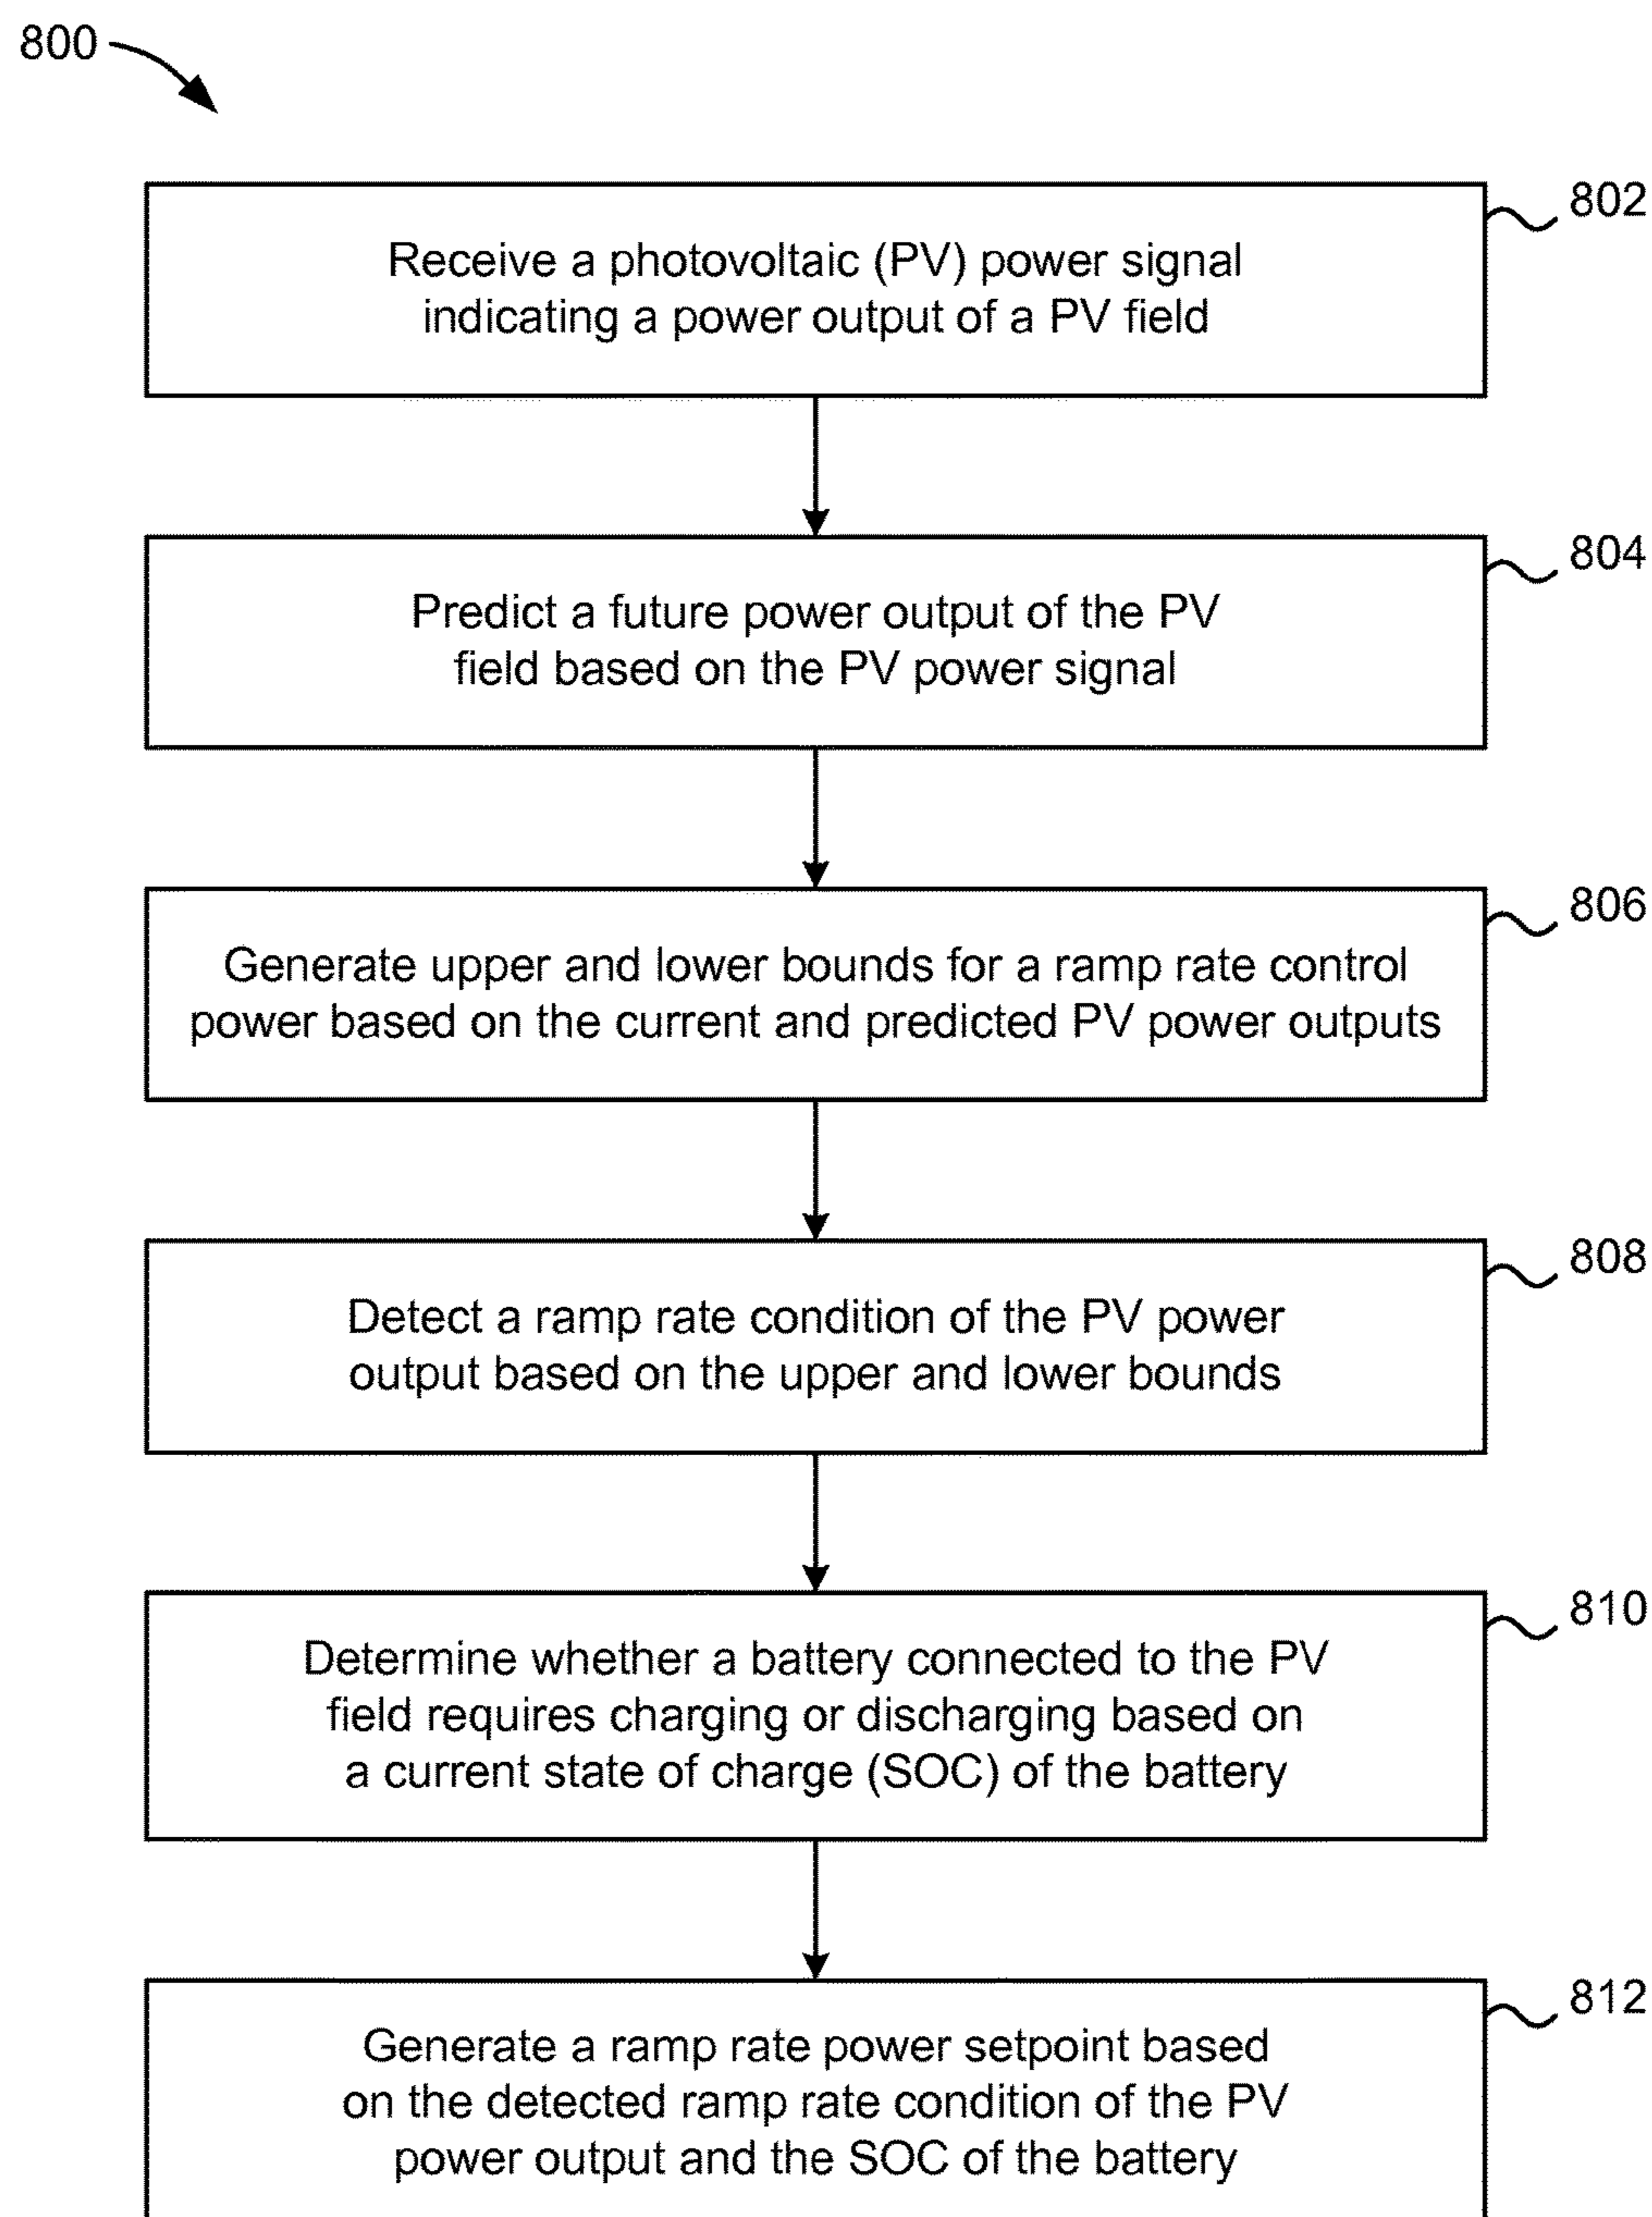 800
802
Receive a photovoltaic (PV) power signal
indicating a power output of a PV field
804
Predict a future power output of the PV
field based on the PV power signal
806
Generate upper and lower bounds for a ramp rate control
power based on the current and predicted PV power outputs
808
Detect a ramp rate condition of the PV power
output based on the upper and lower bounds
810
Determine whether a battery connected to the PV
field requires charging or discharging based on
a current state of charge (SOC) of the battery
812
Generate a ramp rate power setpoint based
on the detected ramp rate condition of the PV
power output and the SOC of the battery